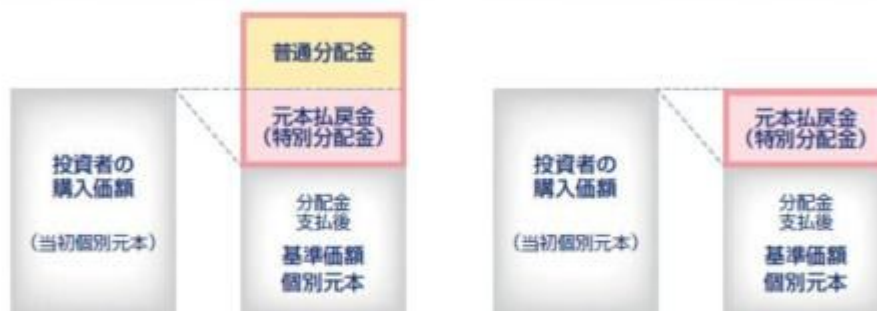 普通分配金
元本払戻金
(特別分配金)
投資者の
購入価額
(当初個別元本)
分配金
支払後
基準価額
個別元本
元本払戻金
(特別分配金)
投資者の
購入価額
(当初個別元本)
分配金
支払後
基準価額
個別元本